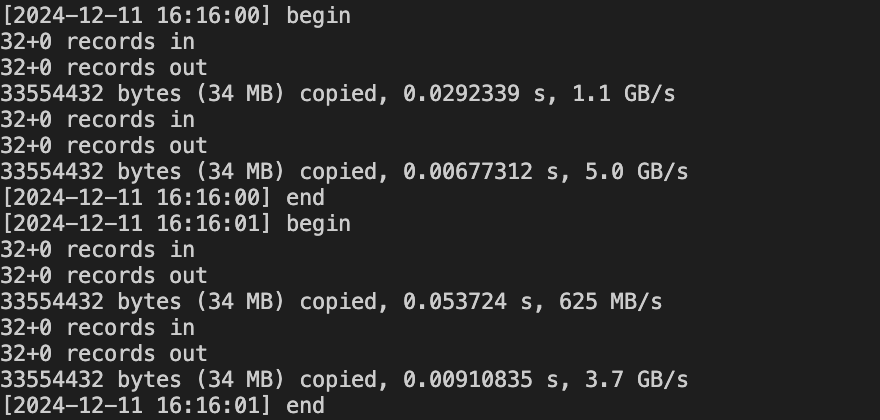 [2024-12-11 16:16:00] begin
32+0 records in
32+0 records out
33554432 bytes (34 MB) copied, 0.0292339 s, 1.1 GB/s
32+0 records in
32+0 records out
33554432 bytes (34 MB) copied, 0.00677312 s, 5.0 GB/s
[2024-12-11 16:16:00] end
[2024-12-11 16:16:01] begin
32+0 records in
32+0 records out
33554432 bytes (34 MB) copied, 0.053724 s, 625 MB/s
32+0 records in
32+0 records out
33554432 bytes (34 MB) copied, 0.00910835 s, 3.7 GB/s
[2024-12-11 16:16:01] end